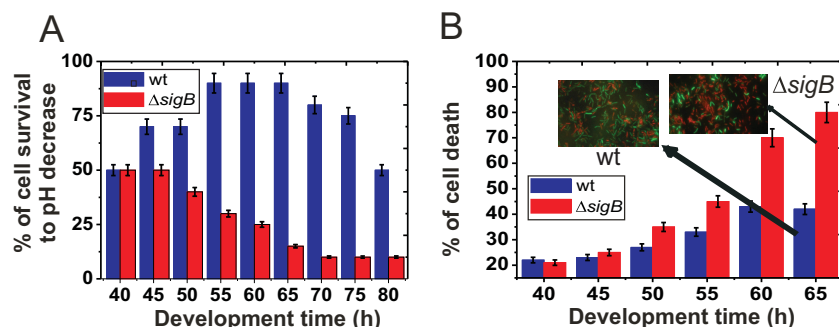 A
% of cell survival
to pH decrease
100
75
50
25
0
wt
ΔsigB
40 45 50 55 60 65 70 75 80
Development time (h)
B
% of cell death
90
80
70
60
50
40
30
20
wt
ΔsigB
wt
ΔsigB
40 45 50 55 60 65
Development time (h)